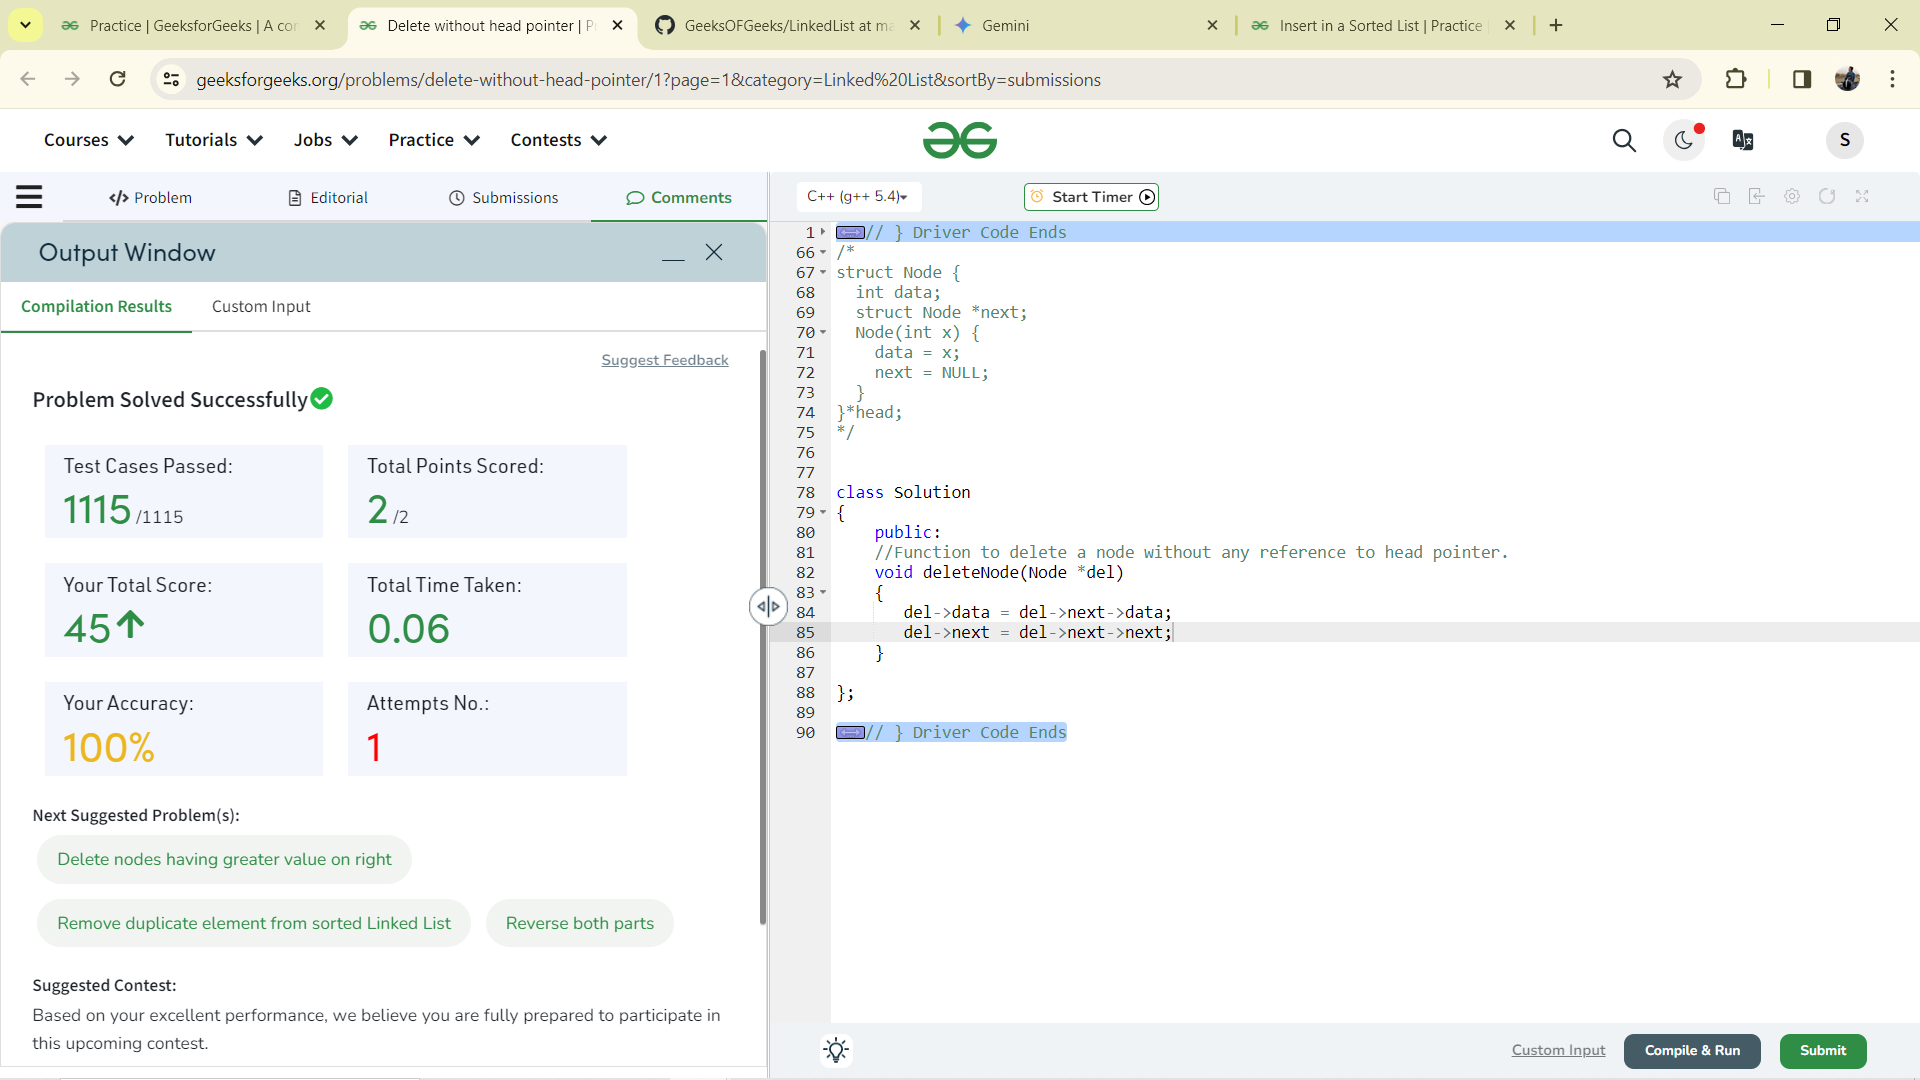 Practice | GeeksforGeeks | A con
Delete without head pointer | P
GeeksOFGeeks/LinkedList at ma
Gemini
Insert in a Sorted List | Practice
geeksforgeeks.org/problems/delete-without-head-pointer/1?page=1&category=Linked%20List&sortBy=submissions
Courses
Tutorials
Jobs
Practice
Contests
S
Problem
Editorial
Submissions
Comments
C++ (g++ 5.4)
Start Timer
Output Window
Compilation Results
Custom Input
Suggest Feedback
Problem Solved Successfully
Test Cases Passed:
1115 /1115
Total Points Scored:
2 /2
Your Total Score:
45
Total Time Taken:
0.06
Your Accuracy:
100%
Attempts No.:
1
Next Suggested Problem(s):
Delete nodes having greater value on right
Remove duplicate element from sorted Linked List
Reverse both parts
Suggested Contest:
Based on your excellent performance, we believe you are fully prepared to participate in
this upcoming contest.
1 // } Driver Code Ends
66 /*
67 struct Node {
68 int data;
69 struct Node *next;
70 Node(int x) {
71 data = x;
72 next = NULL;
73 }
74 }*head;
75 */
76
77
78 class Solution
79 {
80 public:
81 //Function to delete a node without any reference to head pointer.
82 void deleteNode(Node *del)
83 {
84 del->data = del->next->data;
85 del->next = del->next->next;
86 }
87
88 };
89
90 // } Driver Code Ends
Custom Input
Compile & Run
Submit